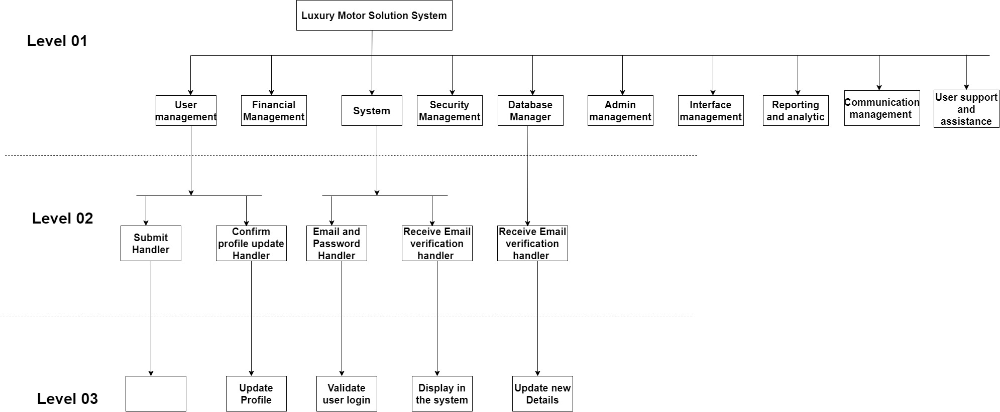 Luxury Motor Solution System
Level 01
User
management
Financial
Management
System
Security
Management
Database
Manager
Admin
management
Interface
management
Reporting
and analytic
Communication
management
User support
and
assistance
Level 02
Submit
Handler
Confirm
profile update
Handler
Email and
Password
Handler
Receive Email
verification
handler
Receive Email
verification
handler
Level 03
Update
Profile
Validate
user login
Display in
the system
Update new
Details